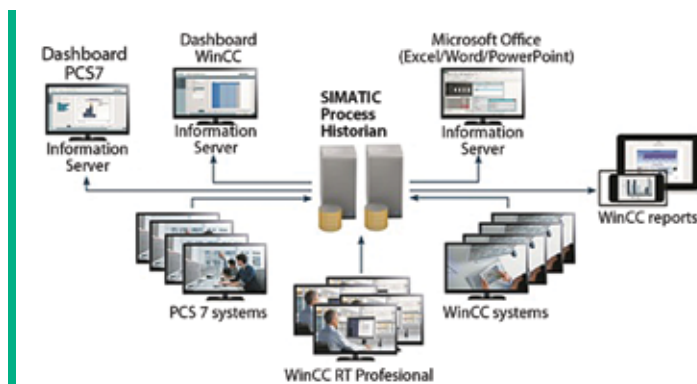 Dashboard
PCS7
Information
Server
Dashboard
WinCC
Information
Server
SIMATIC
Process
Historian
Microsoft Office
(Excel/Word/PowerPoint)
Information
Server
WinCC reports
PCS 7 systems
WinCC RT Profesional
WinCC systems